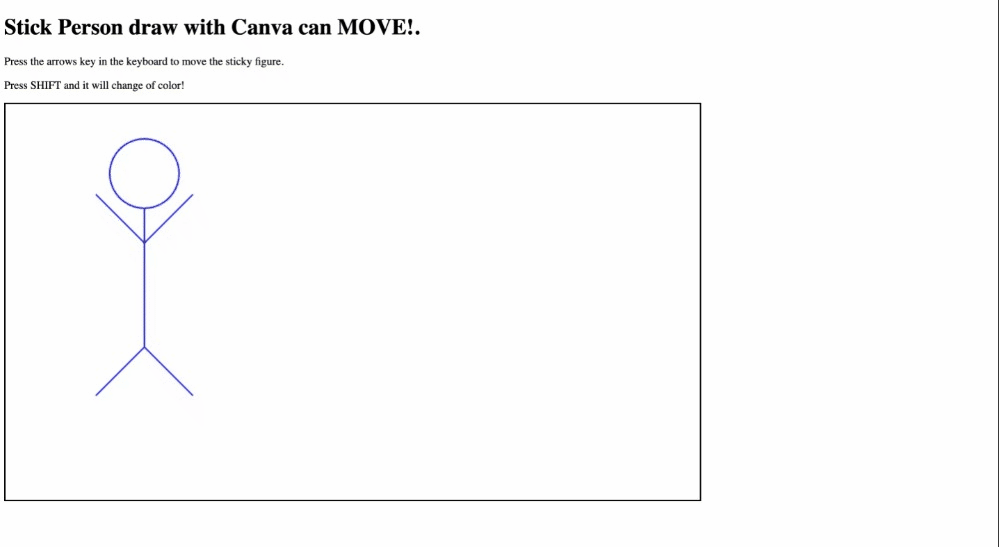 Stick Person draw with Canva can MOVE!.
Press the arrows key in the keyboard to move the sticky figure.
Press SHIFT and it will change of color!